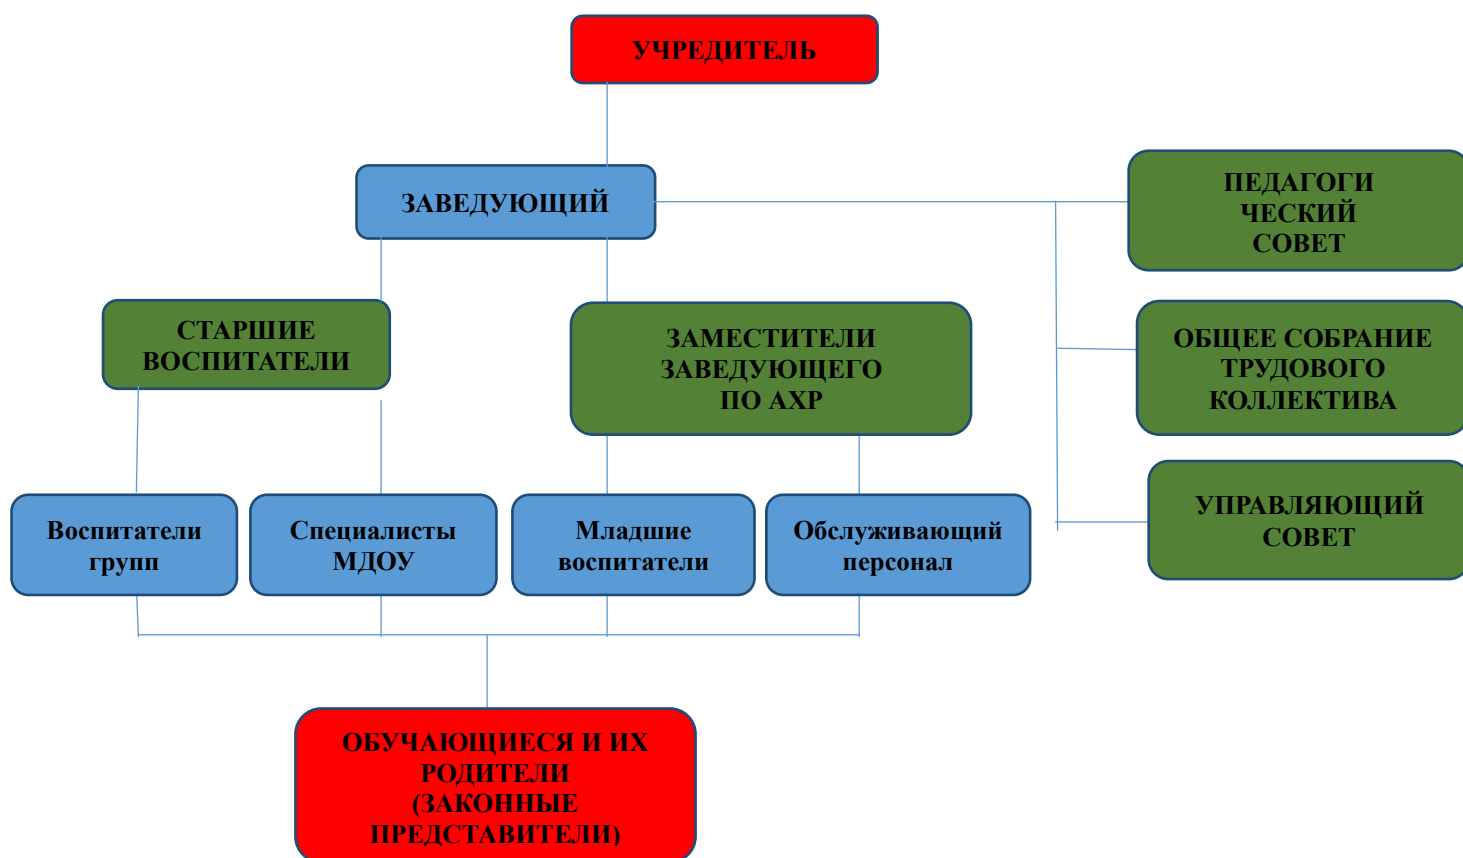 УЧРЕДИТЕЛЬ
ЗАВЕДУЮЩИЙ
ПЕДАГОГИ
ЧЕСКИЙ
СОВЕТ
СТАРШИЕ
ВОСПИТАТЕЛИ
ЗАМЕСТИТЕЛИ
ЗАВЕДУЮЩЕГО
ПО АХР
ОБЩЕЕ СОБРАНИЕ
ТРУДОВОГО
КОЛЛЕКТИВА
Воспитатели
групп
Специалисты
МДОУ
Младшие
воспитатели
Обслуживающий
персонал
УПРАВЛЯЮЩИЙ
СОВЕТ
ОБУЧАЮЩИЕСЯ И ИХ
РОДИТЕЛИ
(ЗАКОННЫЕ
ПРЕДСТАВИТЕЛИ)